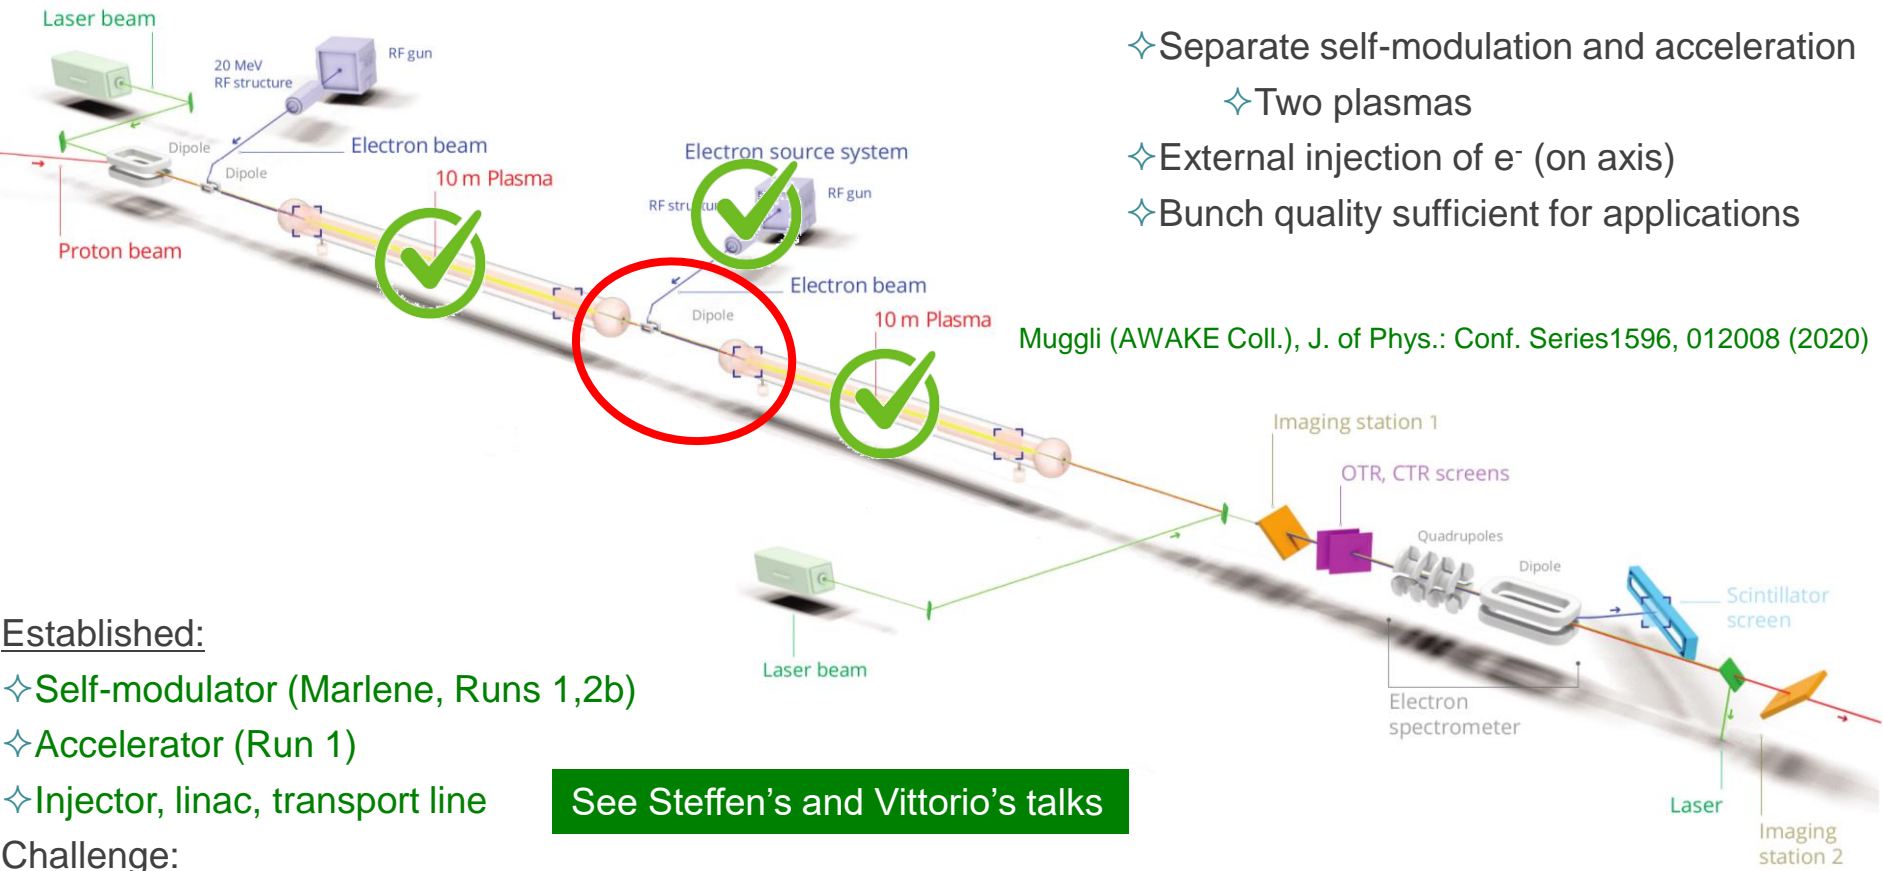 Laser beam
20 MeV
RF structure
RF gun
Dipole
Electron beam
Dipole
10 m Plasma
Proton beam
Electron source system
RF gun
Electron beam
Dipole
10 m Plasma
✧Separate self-modulation and acceleration
✧Two plasmas
✧External injection of e⁻ (on axis)
✧Bunch quality sufficient for applications
Muggli (AWAKE Coll.), J. of Phys.: Conf. Series1596, 012008 (2020)
Imaging station 1
OTR, CTR screens
Quadrupoles
Dipole
Scintillator
screen
Laser beam
Electron
spectrometer
Laser
Imaging
station 2
Established:
✧Self-modulator (Marlene, Runs 1,2b)
✧Accelerator (Run 1)
✧Injector, linac, transport line
See Steffen’s and Vittorio’s talks
Challenge: